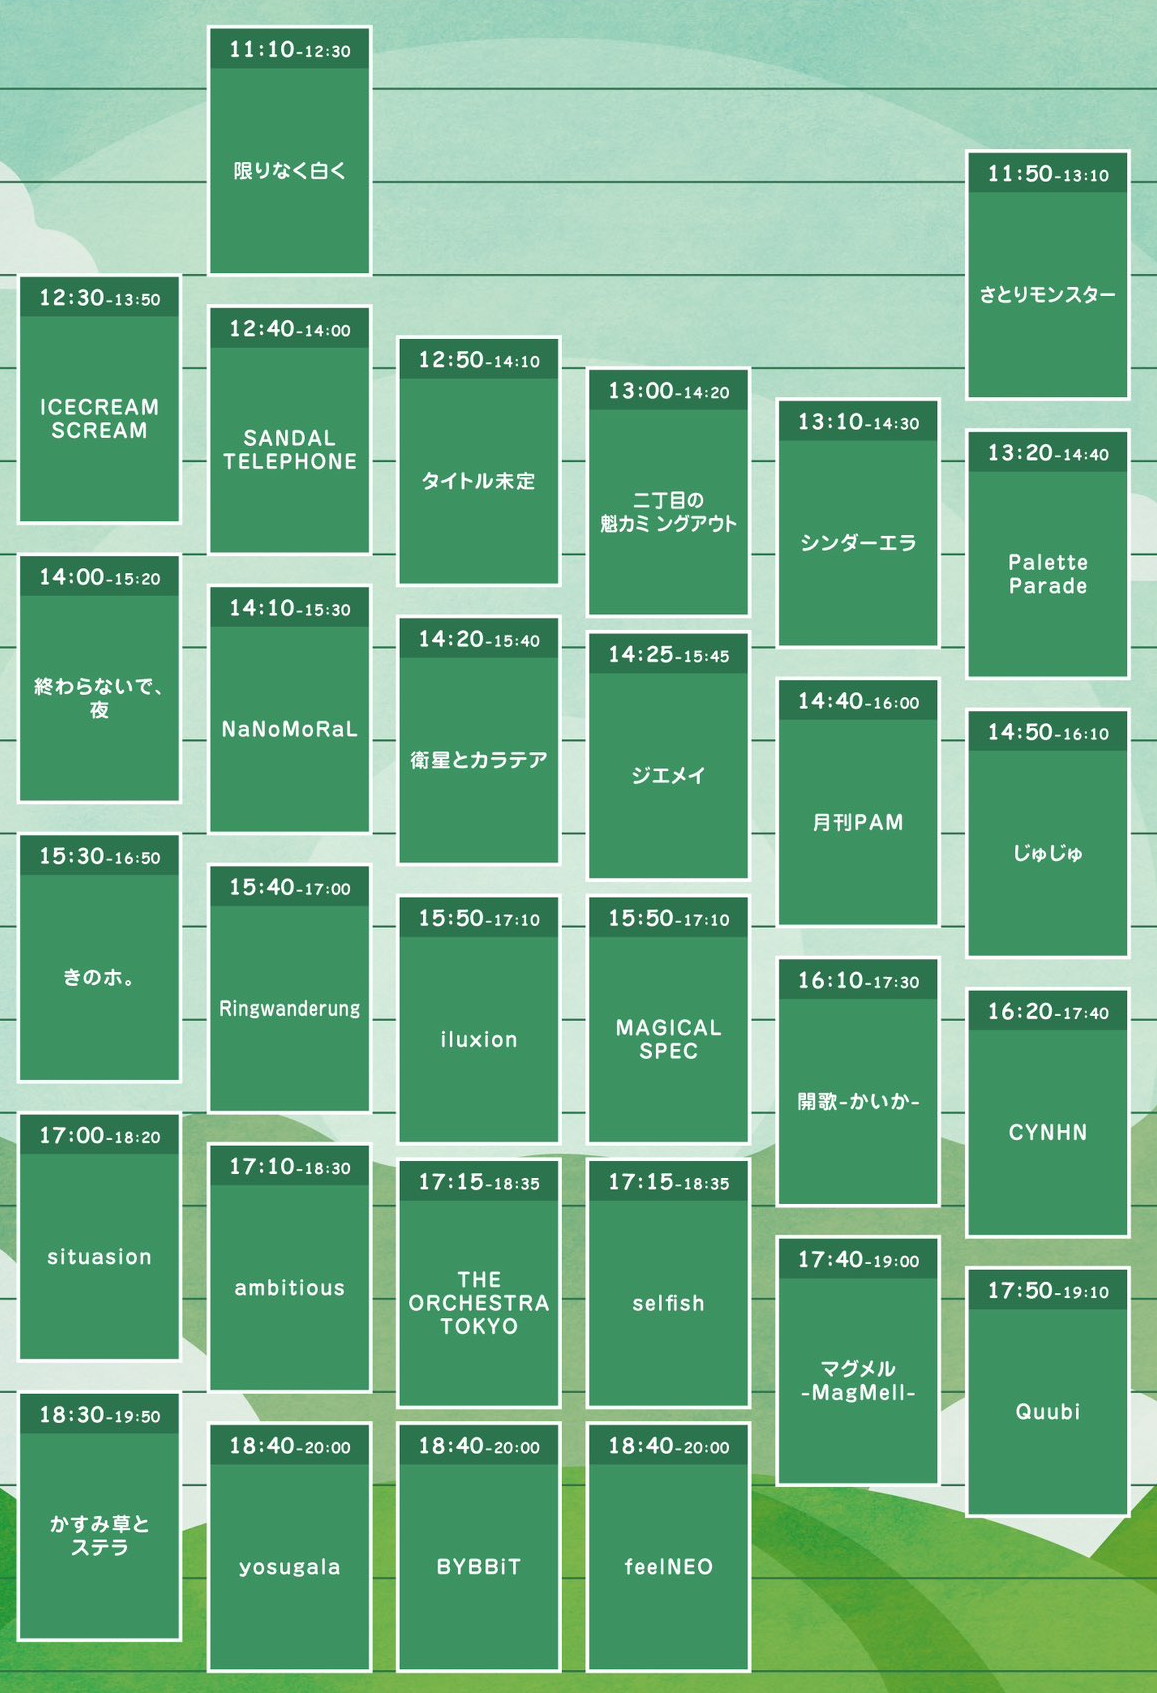 12:30-13:50
ICECREAM
SCREAM
14:00-15:20
終わらないで、
夜
15:30-16:50
きのホ。
17:00-18:20
situasion
18:30-19:50
かすみ草と
ステラ
11:10-12:30
限りなく白く
12:40-14:00
SANDAL
TELEPHONE
14:10-15:30
NaNoMoRaL
15:40-17:00
Ringwanderung
17:10-18:30
ambitious
18:40-20:00
yosugala
12:50-14:10
タイトル未定
14:20-15:40
衛星とカラテア
15:50-17:10
iluxion
17:15-18:35
THE
ORCHESTRA
TOKYO
18:40-20:00
BYBBiT
13:00-14:20
二丁目の
魁カミングアウト
14:25-15:45
ジエメイ
15:50-17:10
MAGICAL
SPEC
17:15-18:35
selfish
18:40-20:00
feelNEO
13:10-14:30
シンダーエラ
14:40-16:00
月刊PAM
16:10-17:30
開歌-かいか-
17:40-19:00
マグメル
-MagMell-
11:50-13:10
さとりモンスター
13:20-14:40
Palette
Parade
14:50-16:10
じゅじゅ
16:20-17:40
CYNHN
17:50-19:10
Quubi